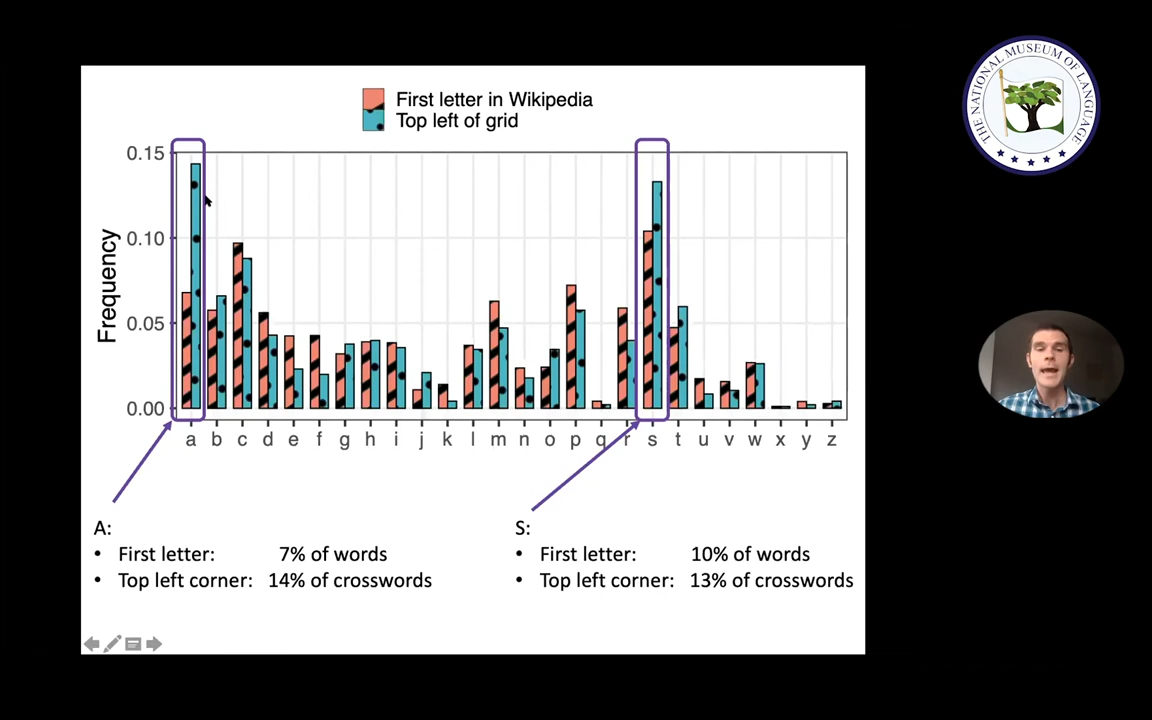 First letter in Wikipedia
Top left of grid
THE NATIONAL MUSEUM OF LANGUAGE
0.15
0.10
0.05
0.00
Frequency
a b c d e f g h i j k l m n o p q r s t u v w x y z
A:
• First letter: 7% of words
• Top left corner: 14% of crosswords
S:
• First letter: 10% of words
• Top left corner: 13% of crosswords